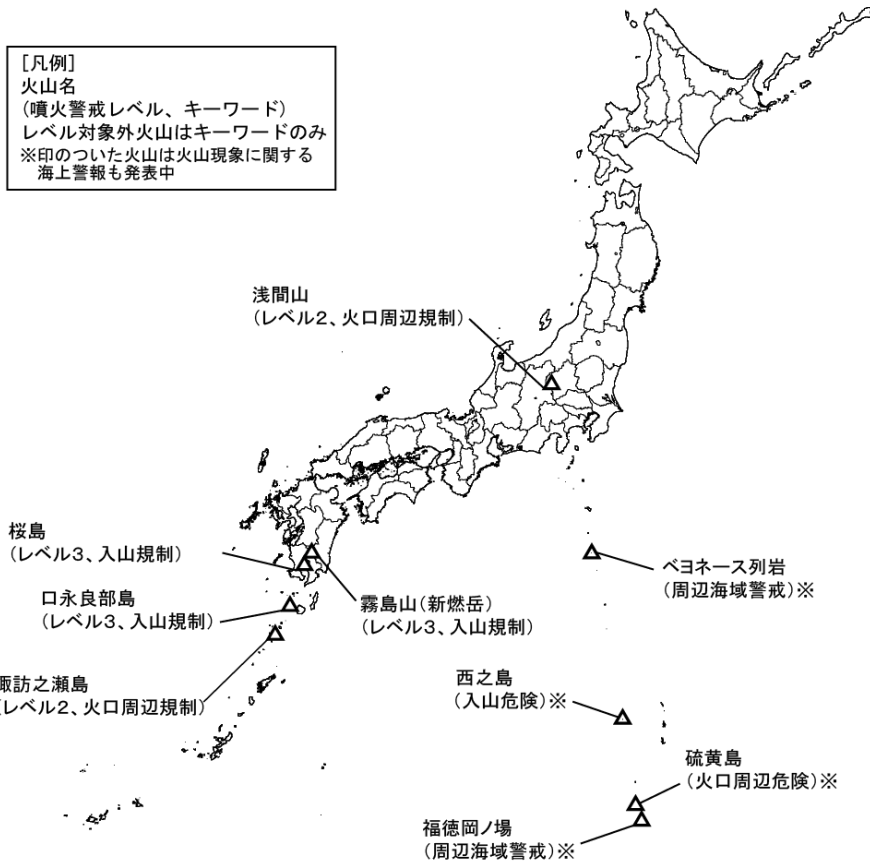 [凡例]
火山名
(噴火警戒レベル、キーワード)
レベル対象外火山はキーワードのみ
※印のついた火山は火山現象に関する
海上警報も発表中
浅間山
(レベル2、火口周辺規制)
桜島
(レベル3、入山規制)
ベヨネース列岩
(周辺海域警戒)※
口永良部島
(レベル3、入山規制)
霧島山(新燃岳)
(レベル3、入山規制)
諏訪之瀬島
(レベル2、火口周辺規制)
西之島
(入山危険)※
硫黄島
(火口周辺危険)※
福徳岡ノ場
(周辺海域警戒)※